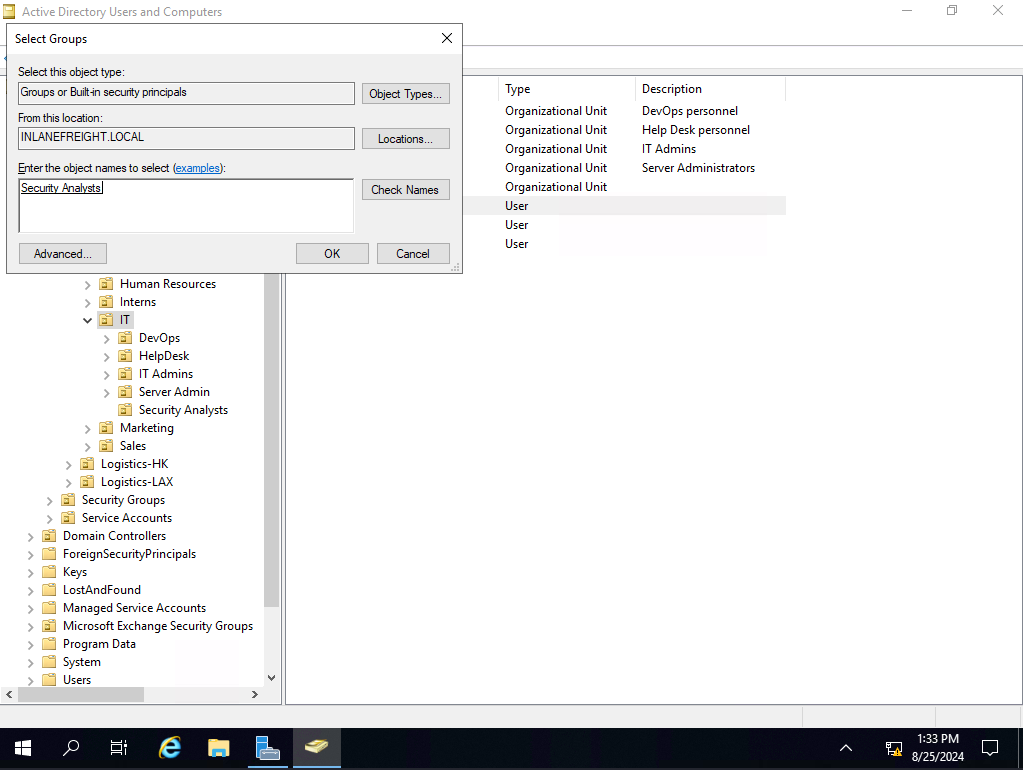 Active Directory Users and Computers
Select Groups
Select this object type:
Groups or Built-in security principals
Object Types...
From this location:
INLANEFREIGHT.LOCAL
Locations...
Enter the object names to select (examples):
Security Analysts
Check Names
Advanced...
OK
Cancel
Type
Description
Organizational Unit
DevOps personnel
Organizational Unit
Help Desk personnel
Organizational Unit
IT Admins
Organizational Unit
Server Administrators
Organizational Unit
User
User
User
Human Resources
Interns
IT
DevOps
HelpDesk
IT Admins
Server Admin
Security Analysts
Marketing
Sales
Logistics-HK
Logistics-LAX
Security Groups
Service Accounts
Domain Controllers
ForeignSecurityPrincipals
Keys
LostAndFound
Managed Service Accounts
Microsoft Exchange Security Groups
Program Data
System
Users
1:33 PM
8/25/2024